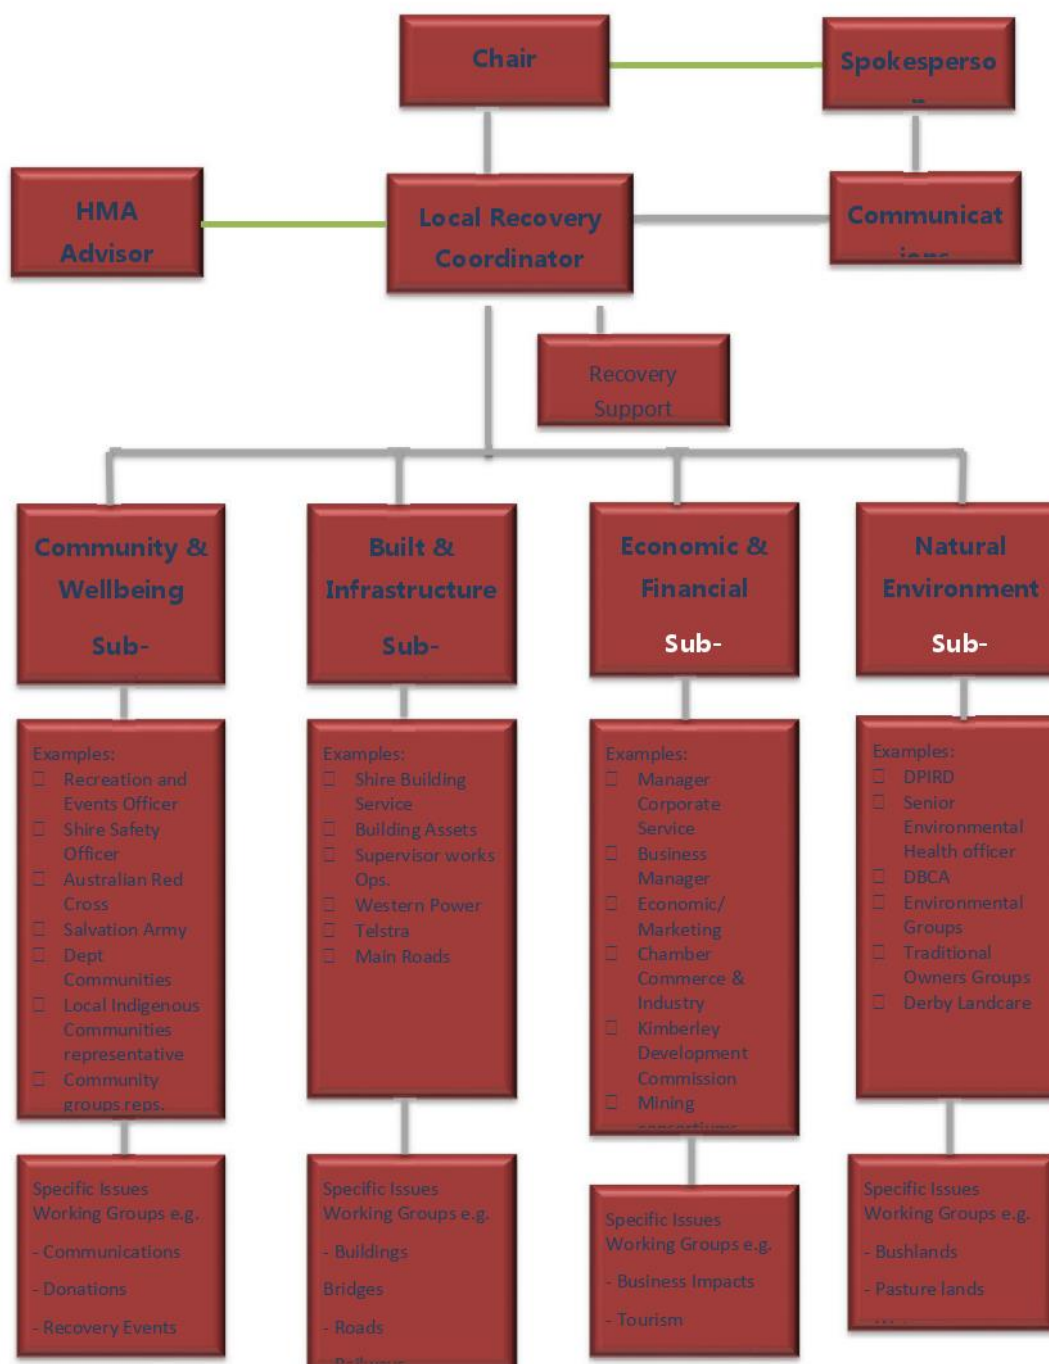 Chair
Spokesperso
HMA
Advisor
Local Recovery
Coordinator
Communicat
Recovery
Support
Community &
Wellbeing
Sub-
Built &
Infrastructure
Sub-
Economic &
Financial
Sub-
Natural
Environment
Sub-
Examples:
Recreation and
Events Officer
Shire Safety
Officer
Australian Red
Cross
Salvation Army
Dept
Communities
Local Indigenous
Communities
representative
Community
groups reps.
Examples:
Shire Building
Service
Building Assets
Supervisor works
Ops.
Western Power
Telstra
Main Roads
Examples:
Manager
Corporate
Service
Business
Manager
Economic/
Marketing
Chamber
Commerce &
Industry
Kimberley
Development
Commission
Mining
Examples:
DPIRD
Senior
Environmental
Health officer
DBCA
Environmental
Groups
Traditional
Owners Groups
Derby Landcare
Specific Issues
Working Groups e.g.
- Communications
- Donations
- Recovery Events
Specific Issues
Working Groups e.g.
- Buildings
Bridges
- Roads
Specific Issues
Working Groups e.g.
- Business Impacts
- Tourism
Specific Issues
Working Groups e.g.
- Bushlands
- Pasture lands